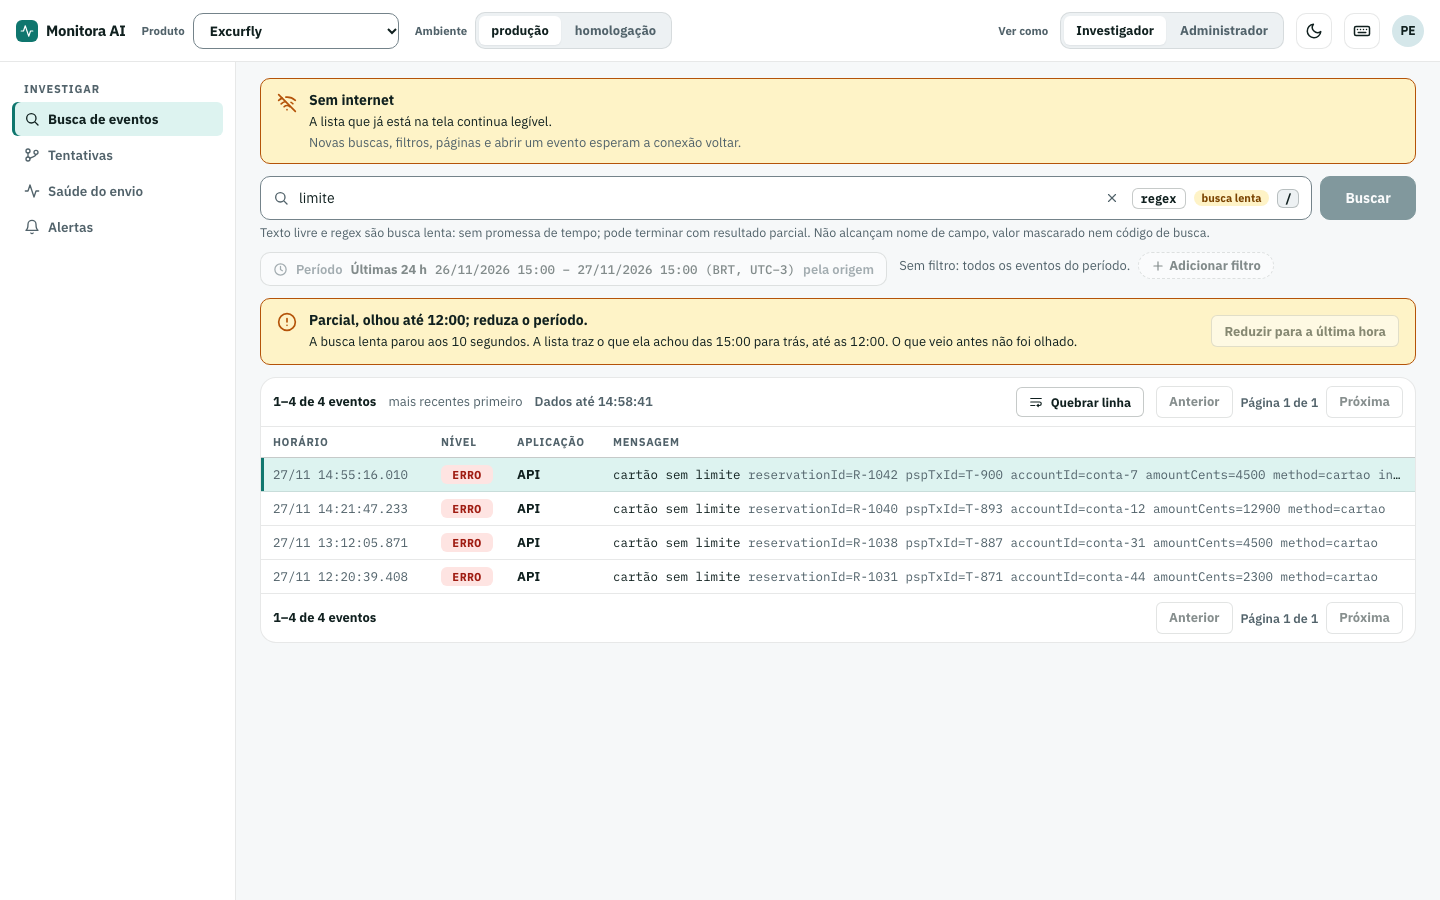 Monitora AI Produto Excurfly Ambiente produção homologação Ver como Investigador Administrador PE
INVESTIGAR
Busca de eventos
Tentativas
Saúde do envio
Alertas
Sem internet
A lista que já está na tela continua legível.
Novas buscas, filtros, páginas e abrir um evento esperam a conexão voltar.
limite regex busca lenta / Buscar
Texto livre e regex são busca lenta: sem promessa de tempo; pode terminar com resultado parcial. Não alcançam nome de campo, valor mascarado nem código de busca.
Período Últimas 24 h 26/11/2026 15:00 – 27/11/2026 15:00 (BRT, UTC−3) pela origem Sem filtro: todos os eventos do período. + Adicionar filtro
Parcial, olhou até 12:00; reduza o período.
A busca lenta parou aos 10 segundos. A lista traz o que ela achou das 15:00 para trás, até as 12:00. O que veio antes não foi olhado.
Reduzir para a última hora
1–4 de 4 eventos mais recentes primeiro Dados até 14:58:41 Quebrar linha Anterior Página 1 de 1 Próxima
HORÁRIO NÍVEL APLICAÇÃO MENSAGEM
27/11 14:55:16.010 ERRO API cartão sem limite reservationId=R-1042 pspTxId=T-900 accountId=conta-7 amountCents=4500 method=cartao in…
27/11 14:21:47.233 ERRO API cartão sem limite reservationId=R-1040 pspTxId=T-893 accountId=conta-12 amountCents=12900 method=cartao
27/11 13:12:05.871 ERRO API cartão sem limite reservationId=R-1038 pspTxId=T-887 accountId=conta-31 amountCents=4500 method=cartao
27/11 12:20:39.408 ERRO API cartão sem limite reservationId=R-1031 pspTxId=T-871 accountId=conta-44 amountCents=2300 method=cartao
1–4 de 4 eventos Anterior Página 1 de 1 Próxima